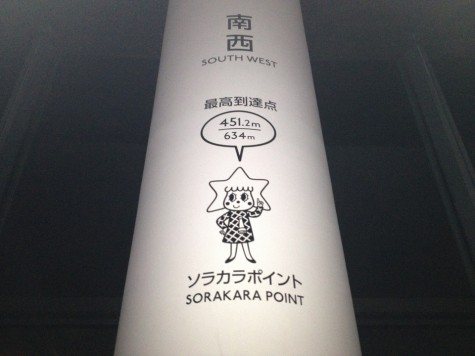 南
西
SOUTH WEST
最高到達点
451.2m
634m
ソラカラポイント
SORAKARA POINT